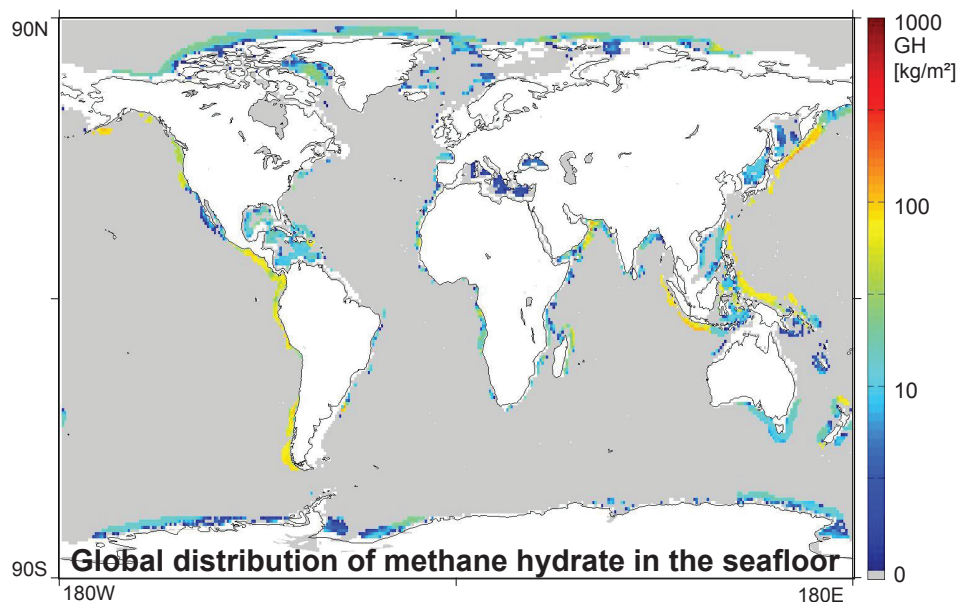 90N
1000
GH
[kg/m²]
100
10
Global distribution of methane hydrate in the seafloor
90S
0
180W
180E